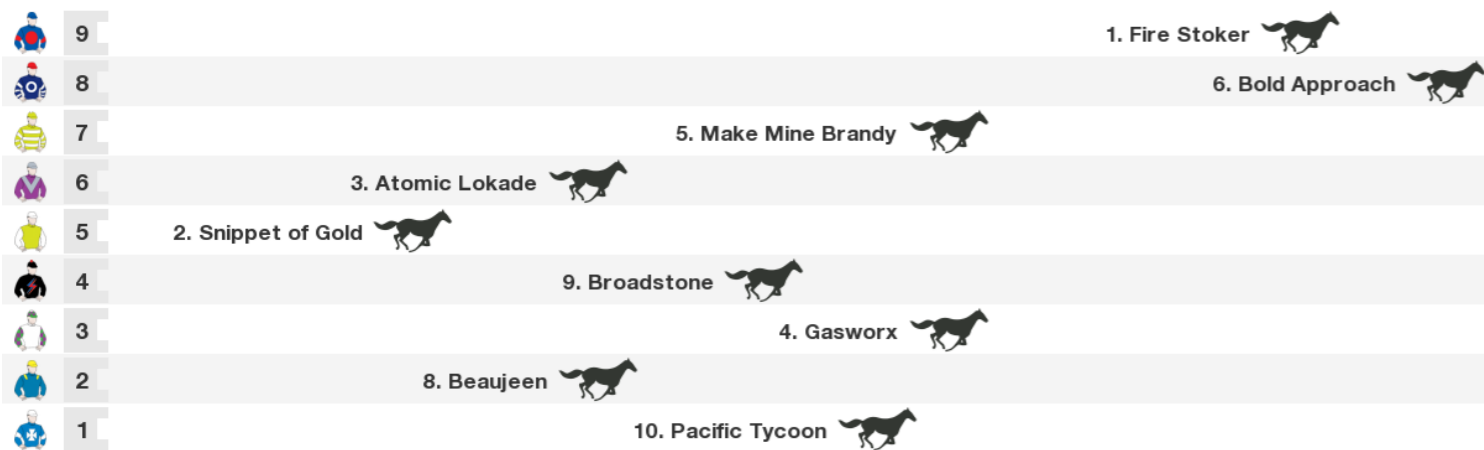 9 1. Fire Stoker
8 6. Bold Approach
7 5. Make Mine Brandy
6 3. Atomic Lokade
5 2. Snippet of Gold
4 9. Broadstone
3 4. Gasworx
2 8. Beaujeen
1 10. Pacific Tycoon